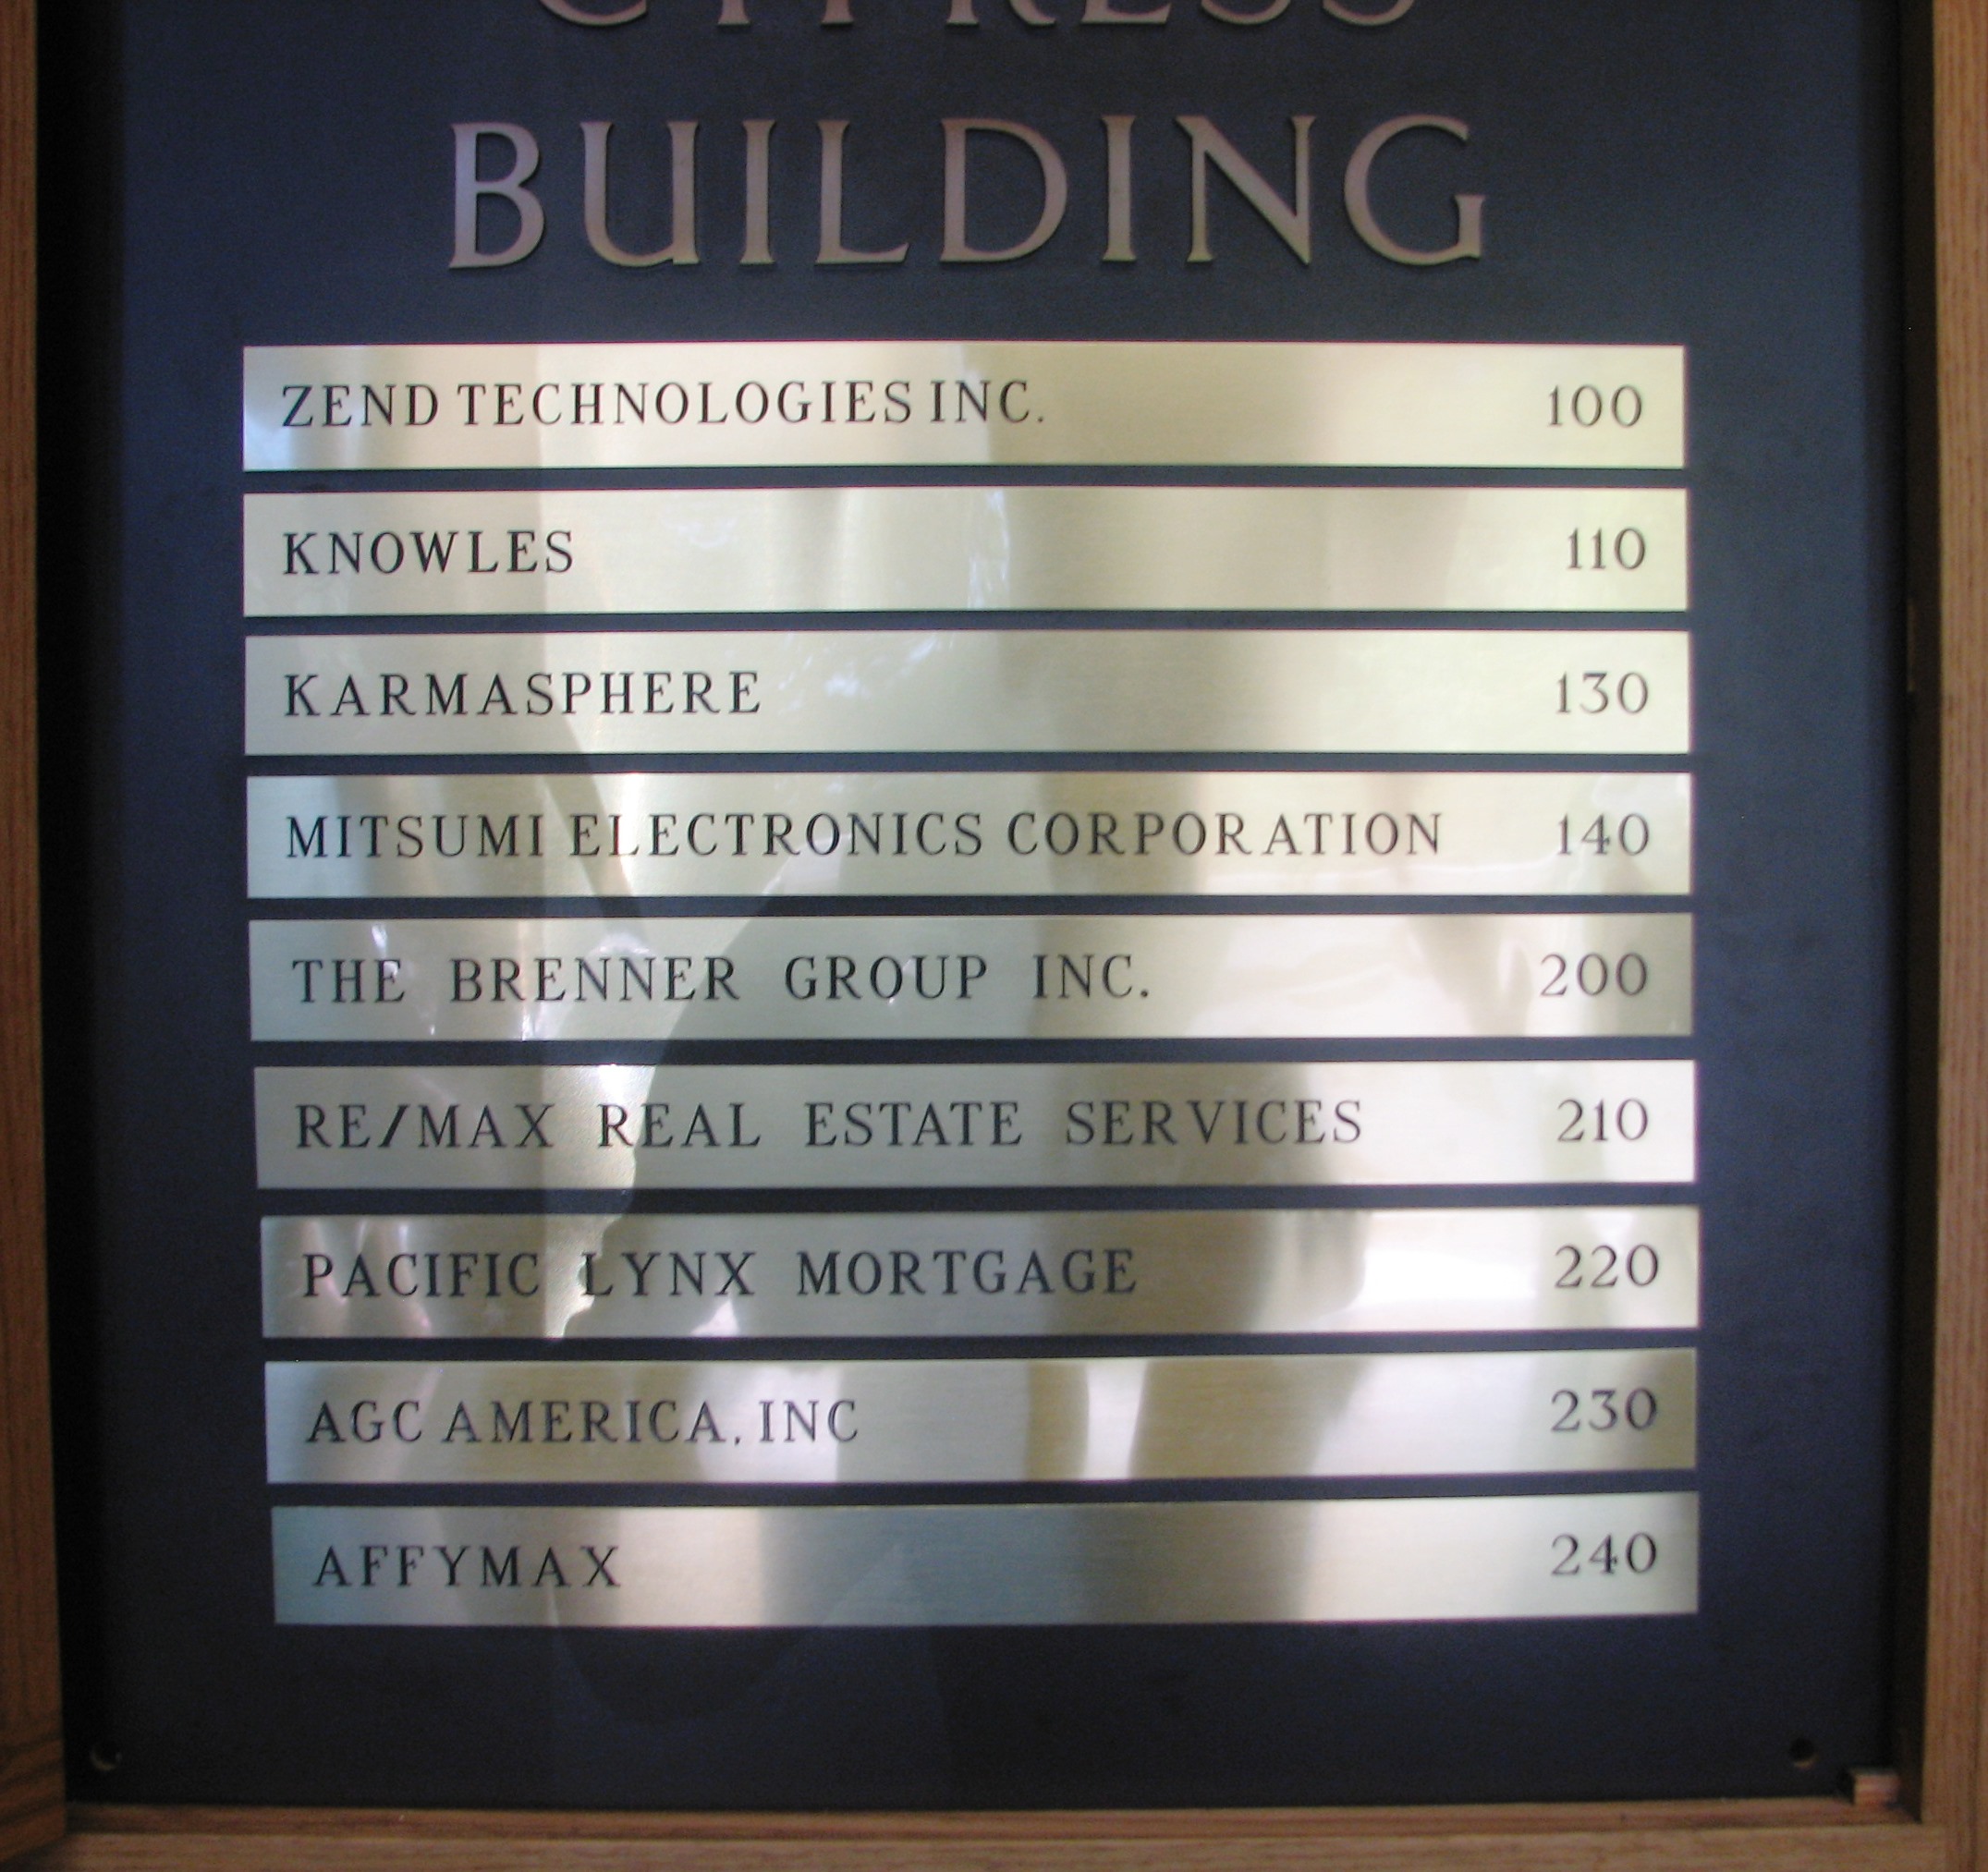 CYPRESS
BUILDING
ZEND TECHNOLOGIES INC. 100
KNOWLES 110
KARMASPHERE 130
MITSUMI ELECTRONICS CORPORATION 140
THE BRENNER GROUP INC. 200
RE/MAX REAL ESTATE SERVICES 210
PACIFIC LYNX MORTGAGE 220
AGC AMERICA, INC 230
AFFYMAX 240